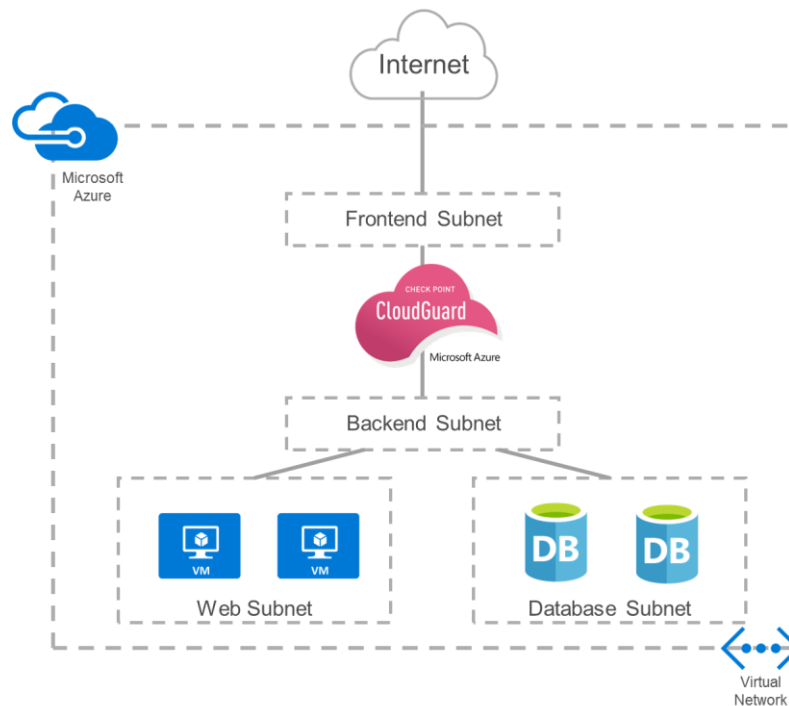 Internet
Microsoft
Azure
Frontend Subnet
CHECK POINT
CloudGuard
Microsoft Azure
Backend Subnet
VM
VM
DB
DB
Web Subnet
Database Subnet
Virtual
Network